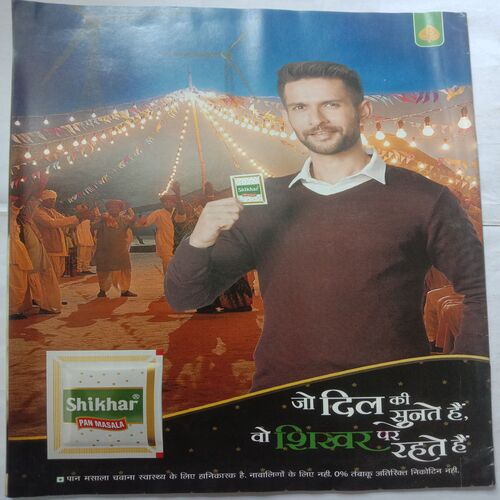 Shikhar
Shikhar®
PAN MASALA
जो दिल की
सुनते हैं,
वो शिखर पर
रहते हैं
पान मसाला चबाना स्वास्थ्य के लिए हानिकारक है. नाबालिगों के लिए नहीं. 0% तंबाकू अतिरिक्त निकोटिन नहीं.